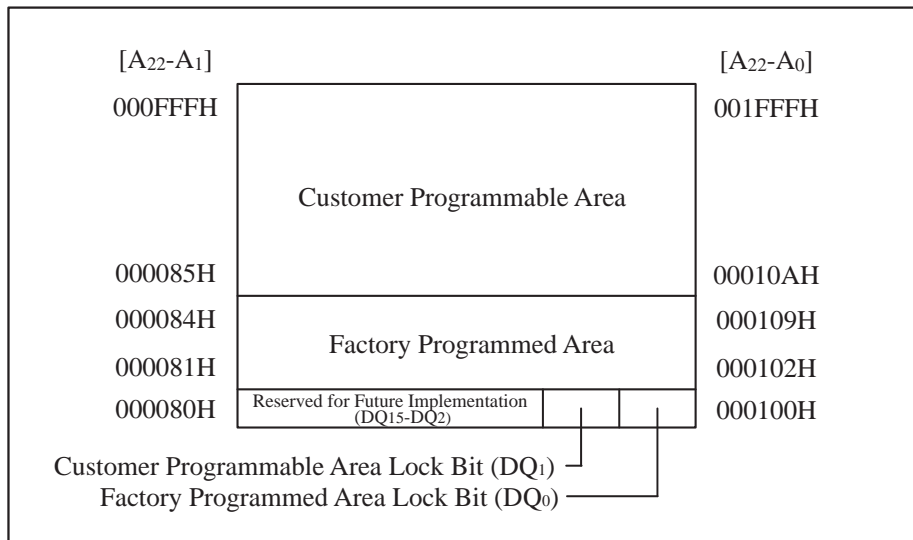 [A22-A1] [A22-A0]
000FFFH 001FFFH
Customer Programmable Area
000085H 00010AH
000084H 000109H
Factory Programmed Area
000081H 000102H
000080H Reserved for Future Implementation 000100H
(DQ15-DQ2)
Customer Programmable Area Lock Bit (DQ1)
Factory Programmed Area Lock Bit (DQ0)